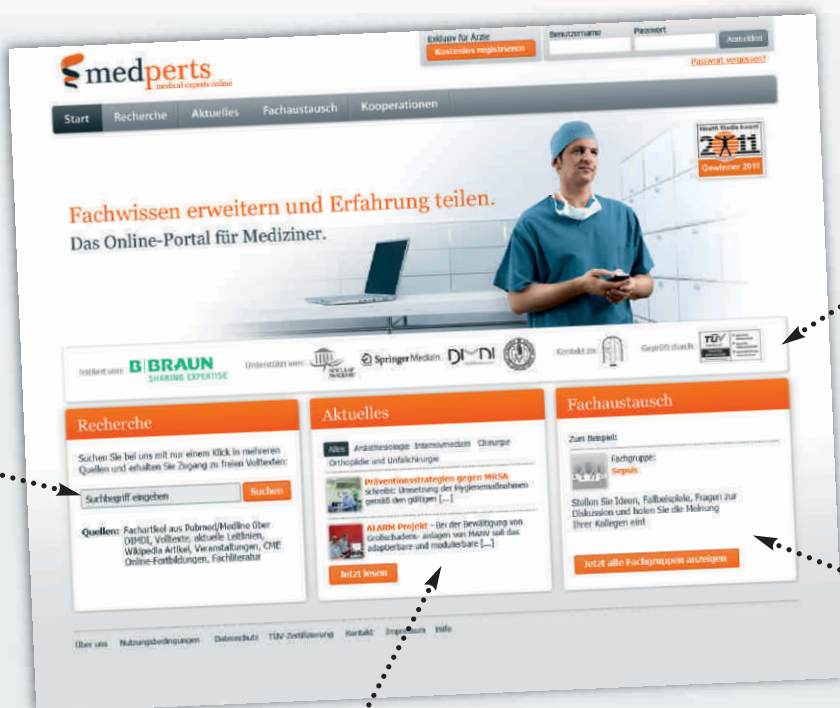 medperts
medical experts online
Exklusiv für Ärzte
Kostenlos registrieren
Benutzername
Passwort
Anmelden
Passwort vergessen?
Start Recherche Aktuelles Fachaustausch Kooperationen
Health Media Award
2011
Gewinner 2011
Fachwissen erweitern und Erfahrung teilen.
Das Online-Portal für Mediziner.
Initiiert von: B|BRAUN
SHARING EXPERTISE
Unterstützt von:
Springer Medizin
DIMDI
Kontakt zu:
Geprüft durch:
TÜV
Recherche
Suchen Sie bei uns mit nur einem Klick in mehreren
Quellen und erhalten Sie Zugang zu freien Volltexten:
Suchbegriff eingeben
Suchen
Quellen: Fachartikel aus Pubmed/Medline über
DIMDI, Volltexte, aktuelle Leitlinien,
Wikipedia Artikel, Veranstaltungen, CME
Online-Fortbildungen, Fachliteratur
Aktuelles
Alles Anästhesiologie Intensivmedizin Chirurgie
Orthopädie und Unfallchirurgie
Präventionsstrategien gegen MRSA
schreibt: Umsetzung der Hygienemaßnahmen
gemäß den gültigen [...]
ALARM Projekt - Bei der Bewältigung von
Großschadens- anlagen von MANV soll das
adaptierbare und modulierbare [...]
Jetzt lesen
Fachaustausch
Zum Beispiel:
Fachgruppe:
Sepsis
Stellen Sie Ideen, Fallbeispiele, Fragen zur
Diskussion und holen Sie die Meinung
Ihrer Kollegen ein!
Jetzt alle Fachgruppen anzeigen
Über uns Nutzungsbedingungen Datenschutz TÜV-Zertifizierung Kontakt Impressum Hilfe